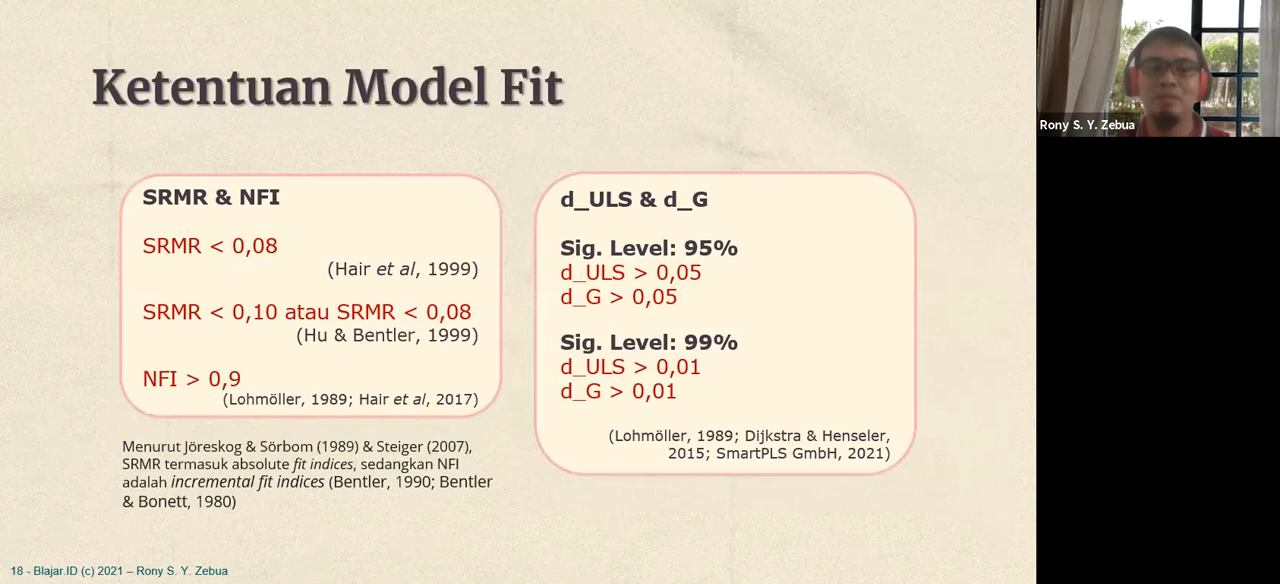 Ketentuan Model Fit
SRMR & NFI
SRMR < 0,08
(Hair et al, 1999)
SRMR < 0,10 atau SRMR < 0,08
(Hu & Bentler, 1999)
NFI > 0,9
(Lohmöller, 1989; Hair et al, 2017)
Menurut Jöreskog & Sörbom (1989) & Steiger (2007),
SRMR termasuk absolute fit indices, sedangkan NFI
adalah incremental fit indices (Bentler, 1990; Bentler
& Bonett, 1980)
d_ULS & d_G
Sig. Level: 95%
d_ULS > 0,05
d_G > 0,05
Sig. Level: 99%
d_ULS > 0,01
d_G > 0,01
(Lohmöller, 1989; Dijkstra & Henseler,
2015; SmartPLS GmbH, 2021)
18 - Blajar.ID (c) 2021 – Rony S. Y. Zebua
Rony S. Y. Zebua